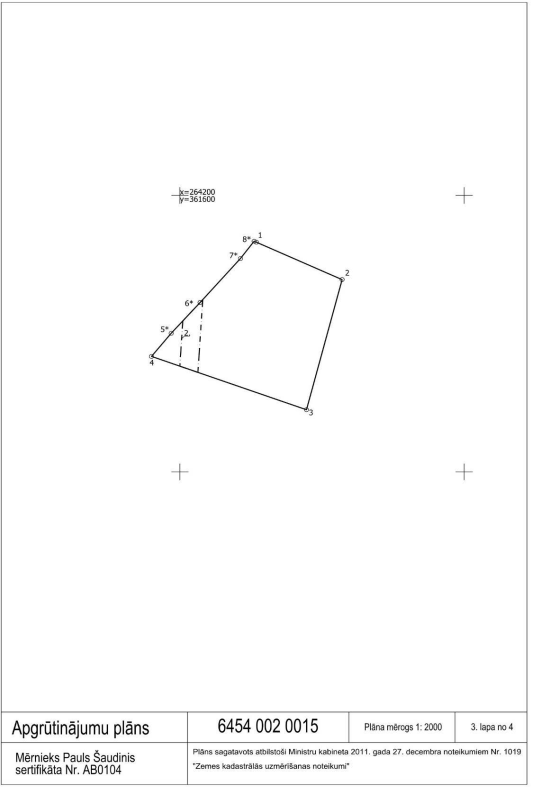 x=264200
y=361600
8* 1
7*
2
6*
5*
2.
4
3
Apgrūtinājumu plāns
6454 002 0015
Plāna mērogs 1: 2000
3. lapa no 4
Mērnieks Pauls Šaudinis
sertifikāta Nr. AB0104
Plāns sagatavots atbilstoši Ministru kabineta 2011. gada 27. decembra noteikumiem Nr. 1019
"Zemes kadastrālās uzmērīšanas noteikumi"